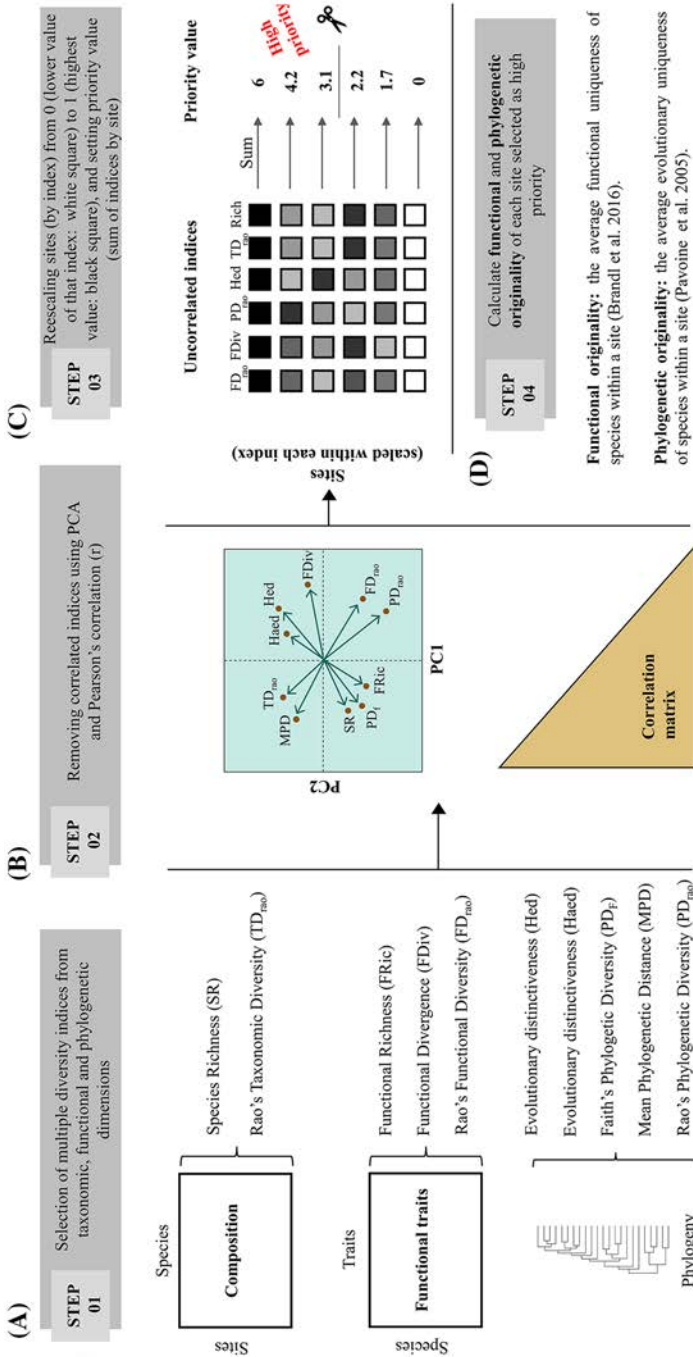 (A)
STEP
01
Selection of multiple diversity indices from
taxonomic, functional and phylogenetic
dimensions
Species
Sites
Composition
Species Richness (SR)
Rao's Taxonomic Diversity (TDrao)
Traits
Species
Functional traits
Functional Richness (FRic)
Functional Divergence (FDiv)
Rao's Functional Diversity (FDrao)
Phylogeny
Evolutionary distinctiveness (Hed)
Evolutionary distinctiveness (Haed)
Faith's Phylogetic Diversity (PDF)
Mean Phylogenetic Distance (MPD)
Rao's Phylogenetic Diversity (PDrao)
(B)
STEP
02
Removing correlated indices using PCA
and Pearson's correlation (r)
PC2
PC1
TDrao
MPD
Haed
Hed
FDiv
SR
PDf
FRic
FDrao
PDrao
Correlation
matrix
(C)
STEP
03
Reescaling sites (by index) from 0 (lower value
of that index: white square) to 1 (highest
value: black square), and setting priority value
(sum of indices by site)
Uncorrelated indices
Priority value
FDrao FDiv PDrao Hed TDrao Rich
Sum
Sites
(scaled within each index)
6
4.2
3.1
2.2
1.7
0
High
priority
(D)
STEP
04
Calculate functional and phylogenetic
originality of each site selected as high
priority
Functional originality: the average functional uniqueness of
species within a site (Brandl et al. 2016).
Phylogenetic originality: the average evolutionary uniqueness
of species within a site (Pavoine et al. 2005).